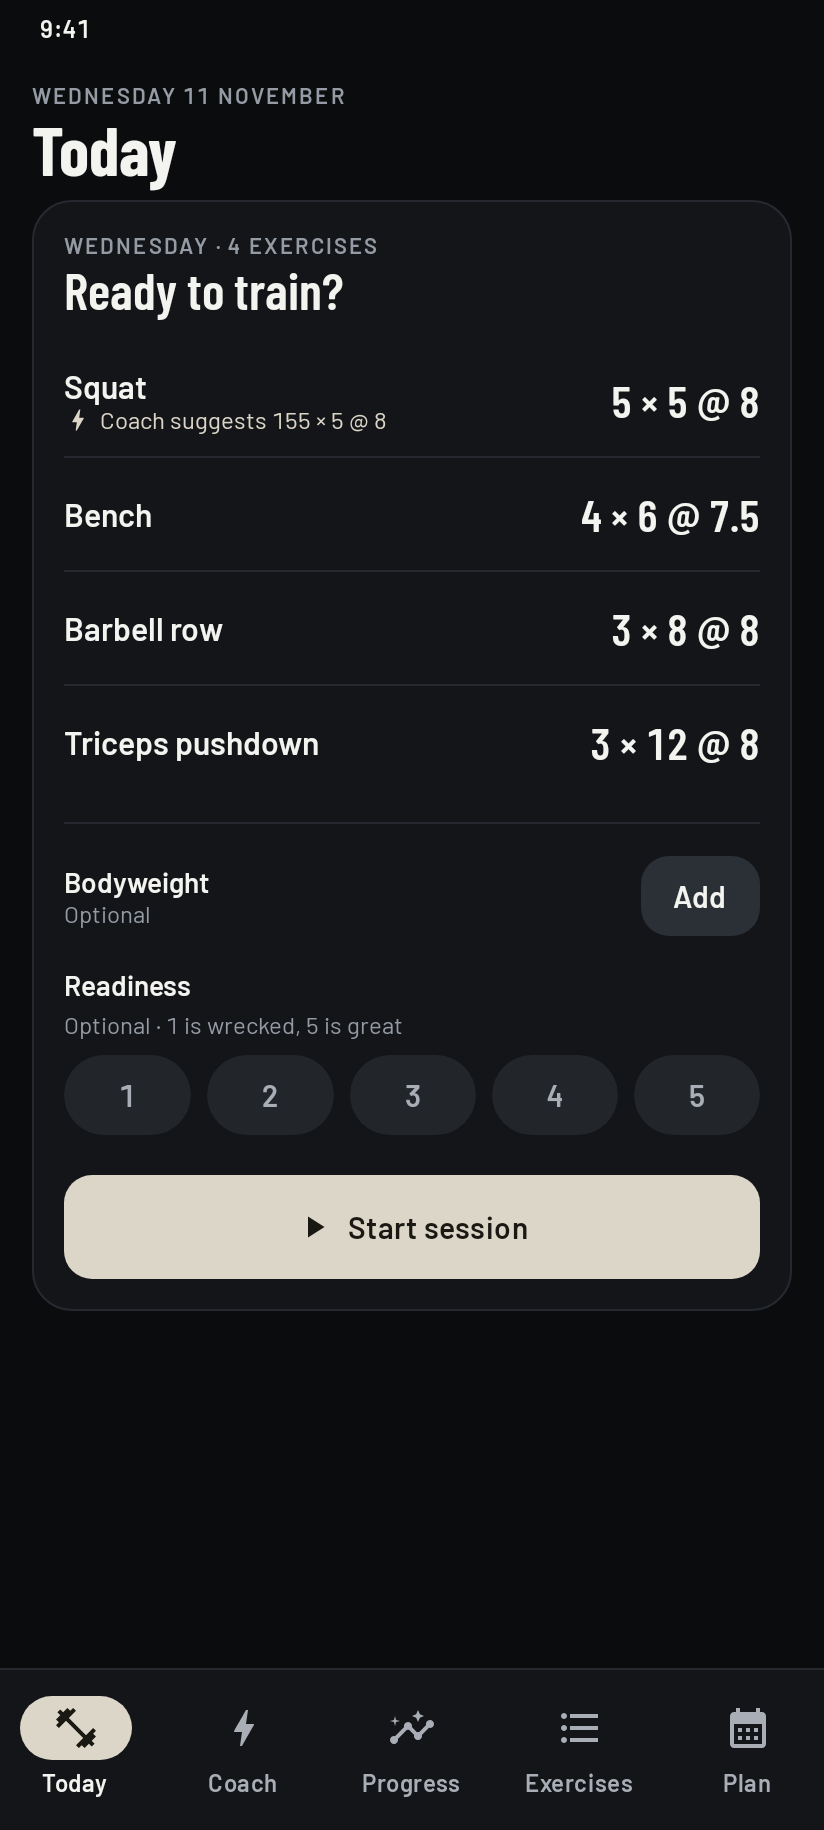 9:41
WEDNESDAY 11 NOVEMBER
Today
WEDNESDAY · 4 EXERCISES
Ready to train?
Squat
Coach suggests 155 × 5 @ 8
5 × 5 @ 8
Bench
4 × 6 @ 7.5
Barbell row
3 × 8 @ 8
Triceps pushdown
3 × 12 @ 8
Bodyweight
Optional
Add
Readiness
Optional · 1 is wrecked, 5 is great
1 2 3 4 5
Start session
Today Coach Progress Exercises Plan